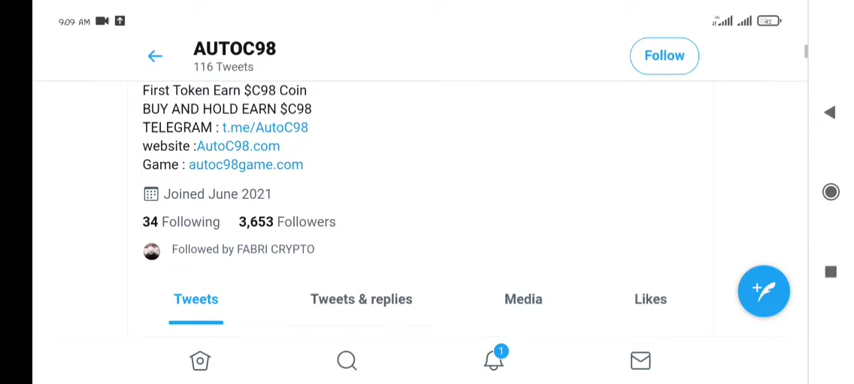 9:09 AM
4G 42
AUTOC98
116 Tweets
Follow
First Token Earn $C98 Coin
BUY AND HOLD EARN $C98
TELEGRAM : t.me/AutoC98
website :AutoC98.com
Game : autoc98game.com
Joined June 2021
34 Following 3,653 Followers
Followed by FABRI CRYPTO
Tweets Tweets & replies Media Likes
1